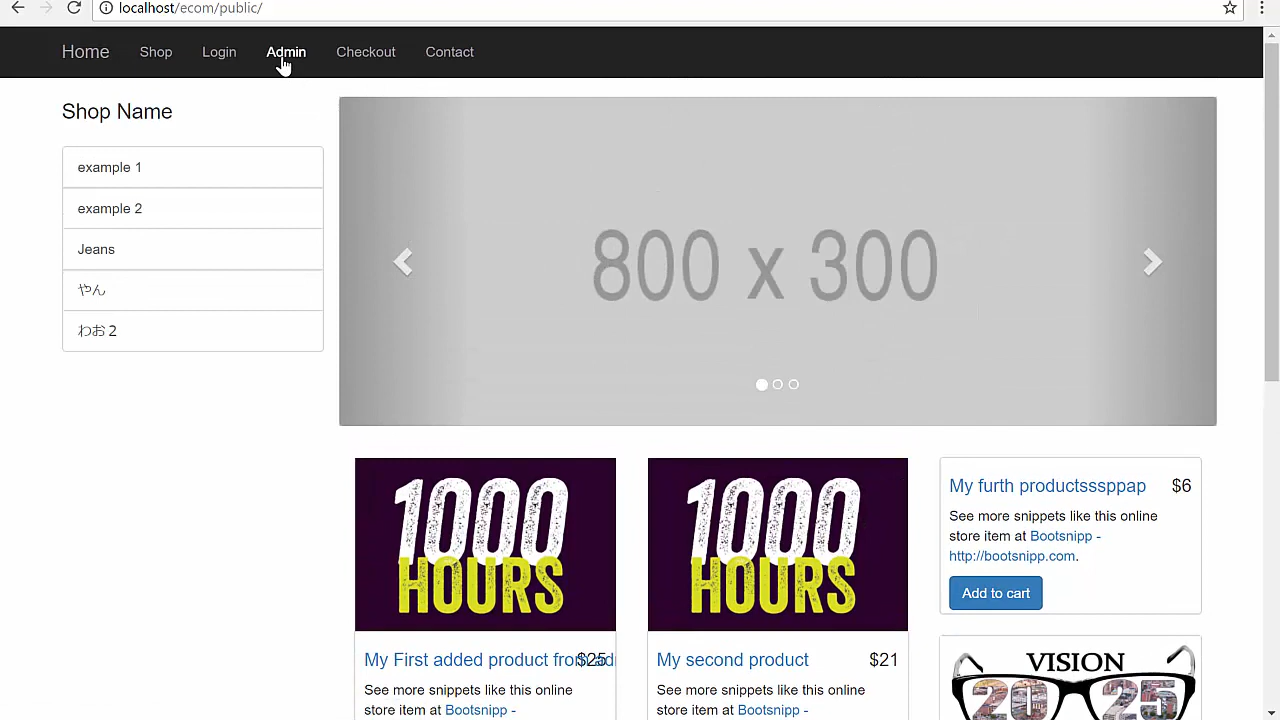 localhost/ecom/public/
Home Shop Login Admin Checkout Contact
Shop Name
example 1
example 2
Jeans
やん
わお 2
800 x 300
1000
HOURS
My First added product from ad
$25
See more snippets like this online
store item at Bootsnipp -
1000
HOURS
My second product $21
See more snippets like this online
store item at Bootsnipp -
My furth productsssppap $6
See more snippets like this online
store item at Bootsnipp -
http://bootsnipp.com.
Add to cart
VISION
20 25